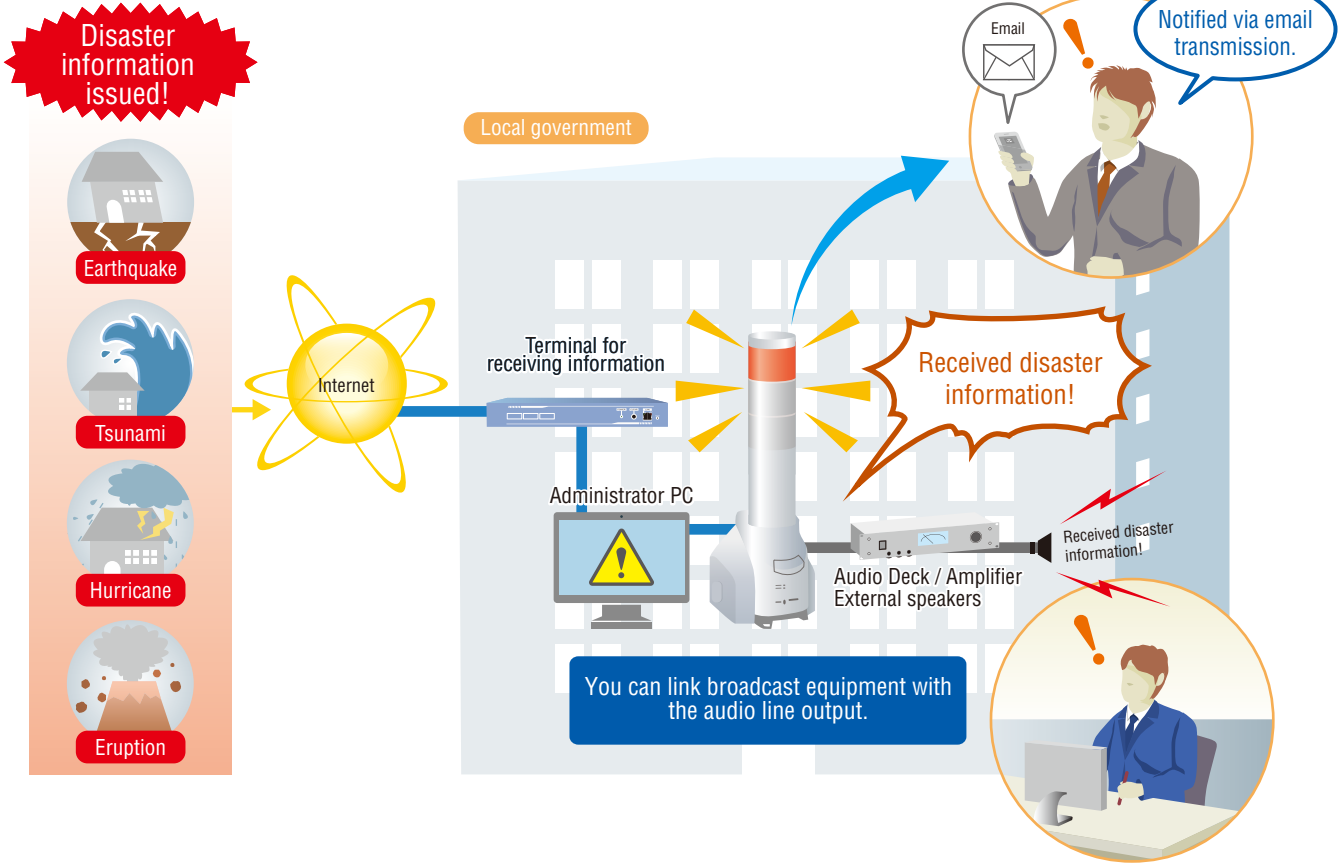 Disaster
information
issued!
Earthquake
Tsunami
Hurricane
Eruption
Internet
Local government
Terminal for
receiving information
Administrator PC
Email
Notified via email
transmission.
Received disaster
information!
Audio Deck / Amplifier
External speakers
Received disaster
information!
You can link broadcast equipment with
the audio line output.